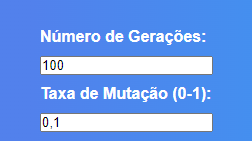 Número de Gerações:
100
Taxa de Mutação (0-1):
0,1